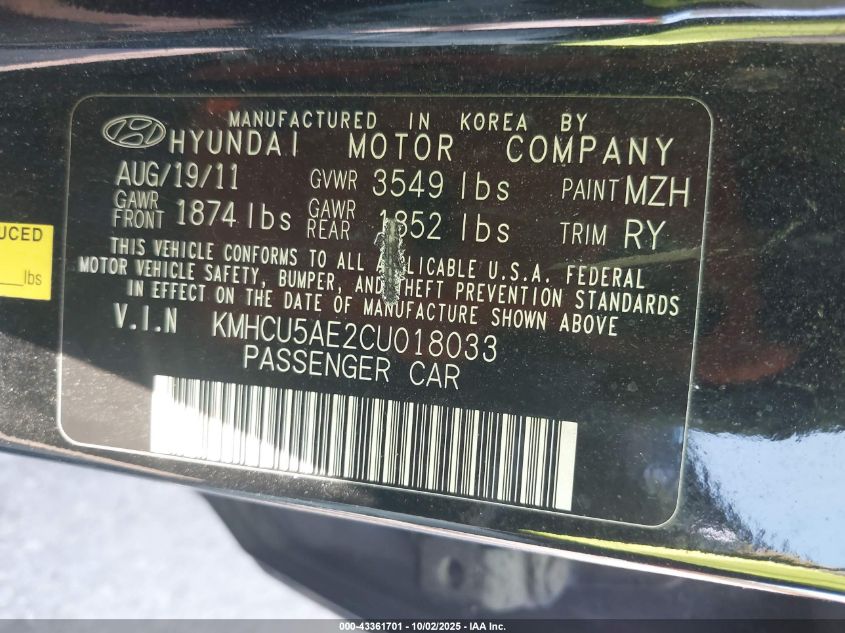 MANUFACTURED IN KOREA BY
HYUNDAI MOTOR COMPANY
AUG/19/11 GVWR 3549 lbs PAINT MZH
GAWR FRONT 1874 lbs GAWR REAR 1852 lbs TRIM RY
THIS VEHICLE CONFORMS TO ALL U.S.A. FEDERAL
MOTOR VEHICLE SAFETY, BUMPER, AND THEFT PREVENTION STANDARDS
IN EFFECT ON THE DATE OF MANUFACTURE SHOWN ABOVE
V.I.N KMHCU5AE2CU018033
PASSENGER CAR
UCED
lbs
000-43361701 - 10/02/2025 - IAA Inc.